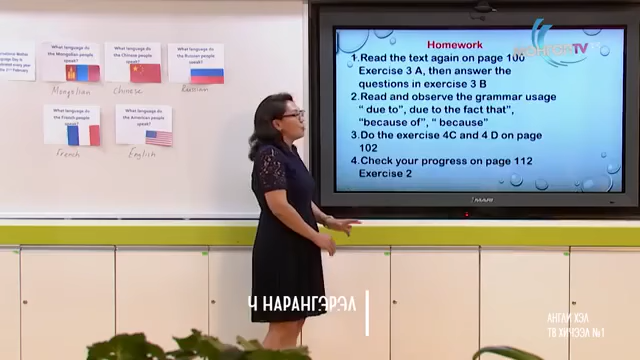 What language do
the Mongolian
people speak?
Mongolian
What language do
the Chinese people
speak?
Chinese
What language do
the Russian people
speak?
Russian
What language do
the French people
speak?
French
What language do
the American people
speak?
English
Homework
1.Read the text again on page 100
Exercise 3 A, then answer the
questions in exercise 3 B
2.Read and observe the grammar usage
“ due to”, due to the fact that”,
“because of”, “ because”
3.Do the exercise 4C and 4 D on page
102
4.Check your progress on page 112
Exercise 2
МОНГОЛ TV
Ч НАРАНГЭРЭЛ
АНГЛИ ХЭЛ
ТВ ХИЧЭЭЛ №1